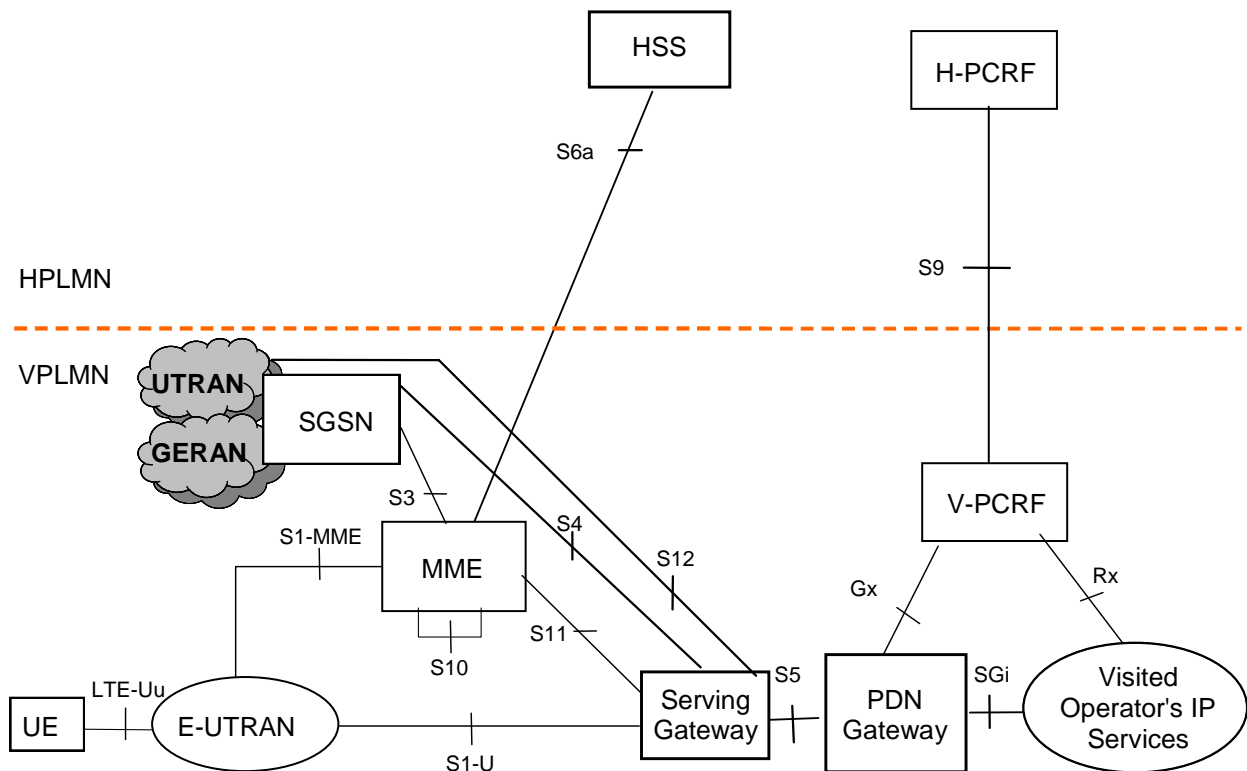 HSS
H-PCRF
S6a
S9
HPLMN
VPLMN
UTRAN
SGSN
GERAN
S3
S4
V-PCRF
S1-MME
MME
S12
Gx
Rx
S11
S10
S5
SGi
LTE-Uu
UE
E-UTRAN
S1-U
Serving
Gateway
PDN
Gateway
Visited
Operator's IP
Services